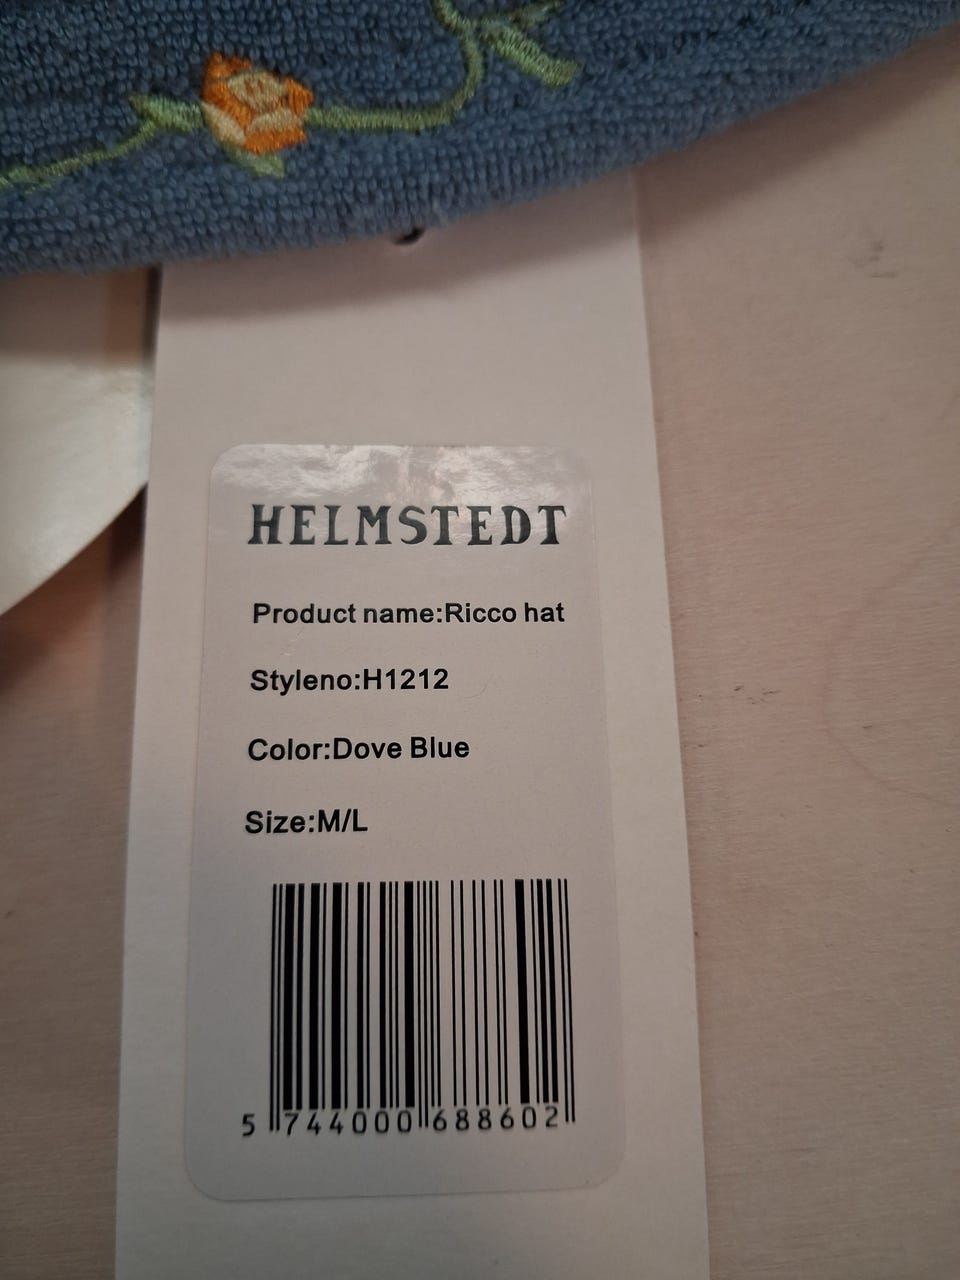 HELMSTEDT
Product name:Ricco hat
Styleno:H1212
Color:Dove Blue
Size:M/L
5 744000 688602